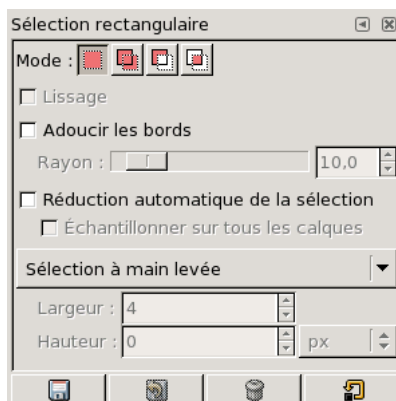 Sélection rectangulaire
Mode :
Lissage
Adoucir les bords
Rayon : 10,0
Réduction automatique de la sélection
Échantillonner sur tous les calques
Sélection à main levée
Largeur : 4
Hauteur : 0 px